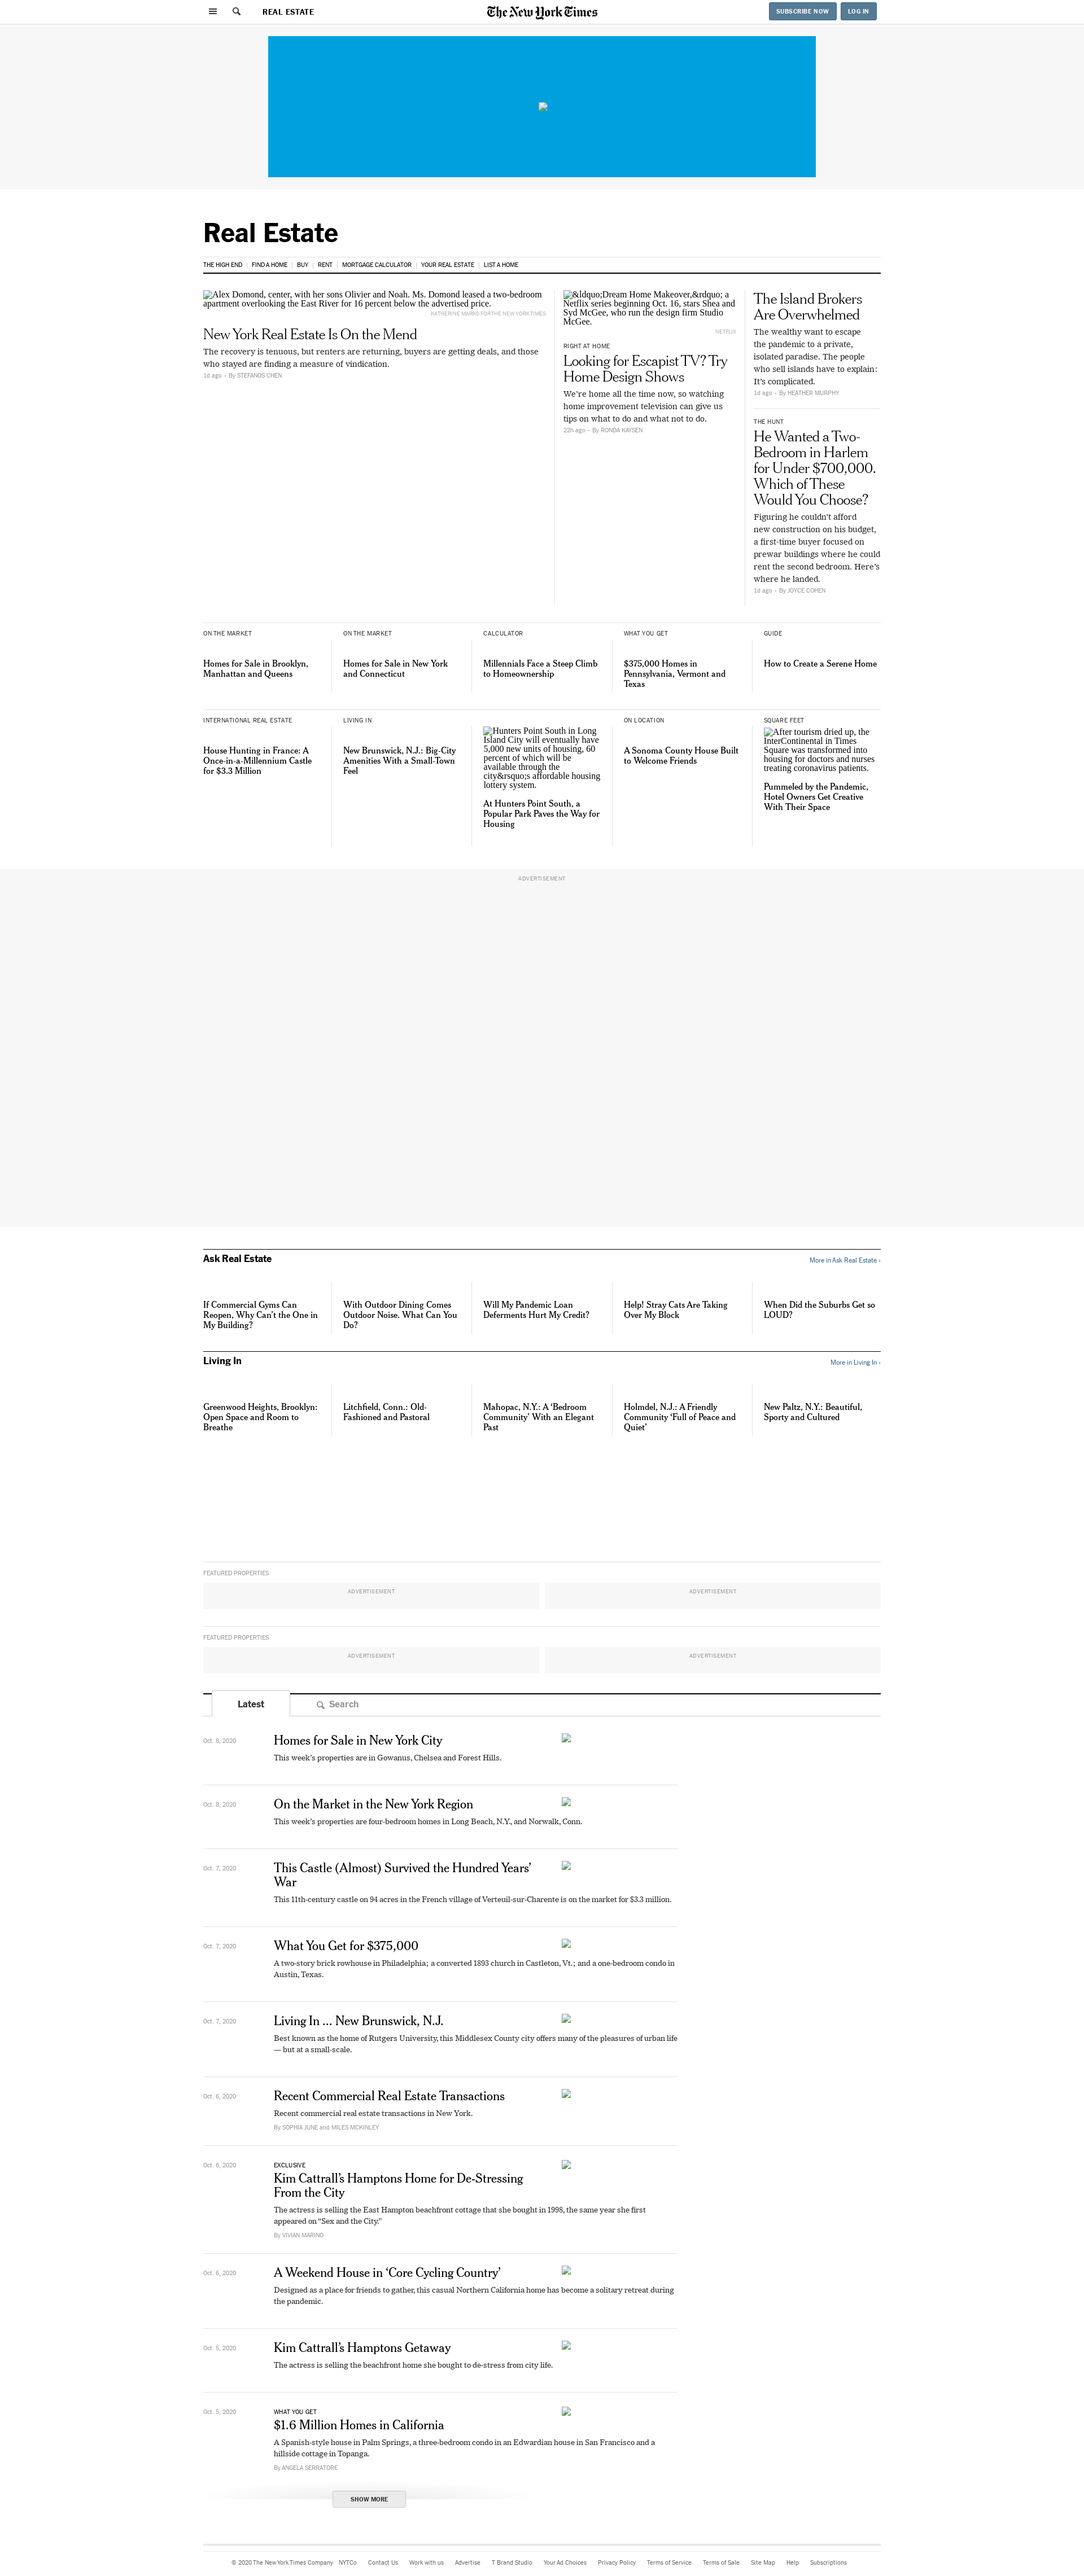 REAL ESTATE
The New York Times
SUBSCRIBE NOW
LOG IN
Real Estate
THE HIGH END | FIND A HOME | BUY | RENT | MORTGAGE CALCULATOR | YOUR REAL ESTATE | LIST A HOME
Alex Domond, center, with her sons Olivier and Noah. Ms. Domond leased a two-bedroom
apartment overlooking the East River for 16 percent below the advertised price.
KATHERINE MARKS FOR THE NEW YORK TIMES
New York Real Estate Is On the Mend
The recovery is tenuous, but renters are returning, buyers are getting deals, and those
who stayed are finding a measure of vindication.
1d ago • By STEFANOS CHEN
&ldquo;Dream Home Makeover,&rdquo; a
Netflix series beginning Oct. 16, stars Shea and
Syd McGee, who run the design firm Studio
McGee.
NETFLIX
RIGHT AT HOME
Looking for Escapist TV? Try
Home Design Shows
We're home all the time now, so watching
home improvement television can give us
tips on what to do and what not to do.
22h ago • By RONDA KAYSEN
The Island Brokers
Are Overwhelmed
The wealthy want to escape
the pandemic to a private,
isolated paradise. The people
who sell islands have to explain:
It's complicated.
1d ago • By HEATHER MURPHY
THE HUNT
He Wanted a Two-
Bedroom in Harlem
for Under $700,000.
Which of These
Would You Choose?
Figuring he couldn't afford
new construction on his budget,
a first-time buyer focused on
prewar buildings where he could
rent the second bedroom. Here's
where he landed.
1d ago • By JOYCE COHEN
ON THE MARKET
Homes for Sale in Brooklyn,
Manhattan and Queens
ON THE MARKET
Homes for Sale in New York
and Connecticut
CALCULATOR
Millennials Face a Steep Climb
to Homeownership
WHAT YOU GET
$375,000 Homes in
Pennsylvania, Vermont and
Texas
GUIDE
How to Create a Serene Home
INTERNATIONAL REAL ESTATE
House Hunting in France: A
Once-in-a-Millennium Castle
for $3.3 Million
LIVING IN
New Brunswick, N.J.: Big-City
Amenities With a Small-Town
Feel
Hunters Point South in Long
Island City will eventually have
5,000 new units of housing, 60
percent of which will be
available through the
city&rsquo;s affordable housing
lottery system.
At Hunters Point South, a
Popular Park Paves the Way for
Housing
ON LOCATION
A Sonoma County House Built
to Welcome Friends
SQUARE FEET
After tourism dried up, the
InterContinental in Times
Square was transformed into
housing for doctors and nurses
treating coronavirus patients.
Pummeled by the Pandemic,
Hotel Owners Get Creative
With Their Space
ADVERTISEMENT
Ask Real Estate
More in Ask Real Estate ›
If Commercial Gyms Can
Reopen, Why Can't the One in
My Building?
With Outdoor Dining Comes
Outdoor Noise. What Can You
Do?
Will My Pandemic Loan
Deferments Hurt My Credit?
Help! Stray Cats Are Taking
Over My Block
When Did the Suburbs Get so
LOUD?
Living In
More in Living In ›
Greenwood Heights, Brooklyn:
Open Space and Room to
Breathe
Litchfield, Conn.: Old-
Fashioned and Pastoral
Mahopac, N.Y.: A 'Bedroom
Community' With an Elegant
Past
Holmdel, N.J.: A Friendly
Community 'Full of Peace and
Quiet'
New Paltz, N.Y.: Beautiful,
Sporty and Cultured
FEATURED PROPERTIES
ADVERTISEMENT
ADVERTISEMENT
FEATURED PROPERTIES
ADVERTISEMENT
ADVERTISEMENT
Latest
Search
Oct. 8, 2020
Homes for Sale in New York City
This week's properties are in Gowanus, Chelsea and Forest Hills.
Oct. 8, 2020
On the Market in the New York Region
This week's properties are four-bedroom homes in Long Beach, N.Y., and Norwalk, Conn.
Oct. 7, 2020
This Castle (Almost) Survived the Hundred Years'
War
This 11th-century castle on 94 acres in the French village of Verteuil-sur-Charente is on the market for $3.3 million.
Oct. 7, 2020
What You Get for $375,000
A two-story brick rowhouse in Philadelphia; a converted 1893 church in Castleton, Vt.; and a one-bedroom condo in
Austin, Texas.
Oct. 7, 2020
Living In ... New Brunswick, N.J.
Best known as the home of Rutgers University, this Middlesex County city offers many of the pleasures of urban life
— but at a small-scale.
Oct. 6, 2020
Recent Commercial Real Estate Transactions
Recent commercial real estate transactions in New York.
By SOPHIA JUNE and MILES MCKINLEY
Oct. 6, 2020
EXCLUSIVE
Kim Cattrall's Hamptons Home for De-Stressing
From the City
The actress is selling the East Hampton beachfront cottage that she bought in 1998, the same year she first
appeared on "Sex and the City."
By VIVIAN MARINO
Oct. 6, 2020
A Weekend House in 'Core Cycling Country'
Designed as a place for friends to gather, this casual Northern California home has become a solitary retreat during
the pandemic.
Oct. 5, 2020
Kim Cattrall's Hamptons Getaway
The actress is selling the beachfront home she bought to de-stress from city life.
Oct. 5, 2020
WHAT YOU GET
$1.6 Million Homes in California
A Spanish-style house in Palm Springs, a three-bedroom condo in an Edwardian house in San Francisco and a
hillside cottage in Topanga.
By ANGELA SERRATORE
SHOW MORE
© 2020 The New York Times Company NYTCo Contact Us Work with us Advertise T Brand Studio Your Ad Choices Privacy Policy Terms of Service Terms of Sale Site Map Help Subscriptions